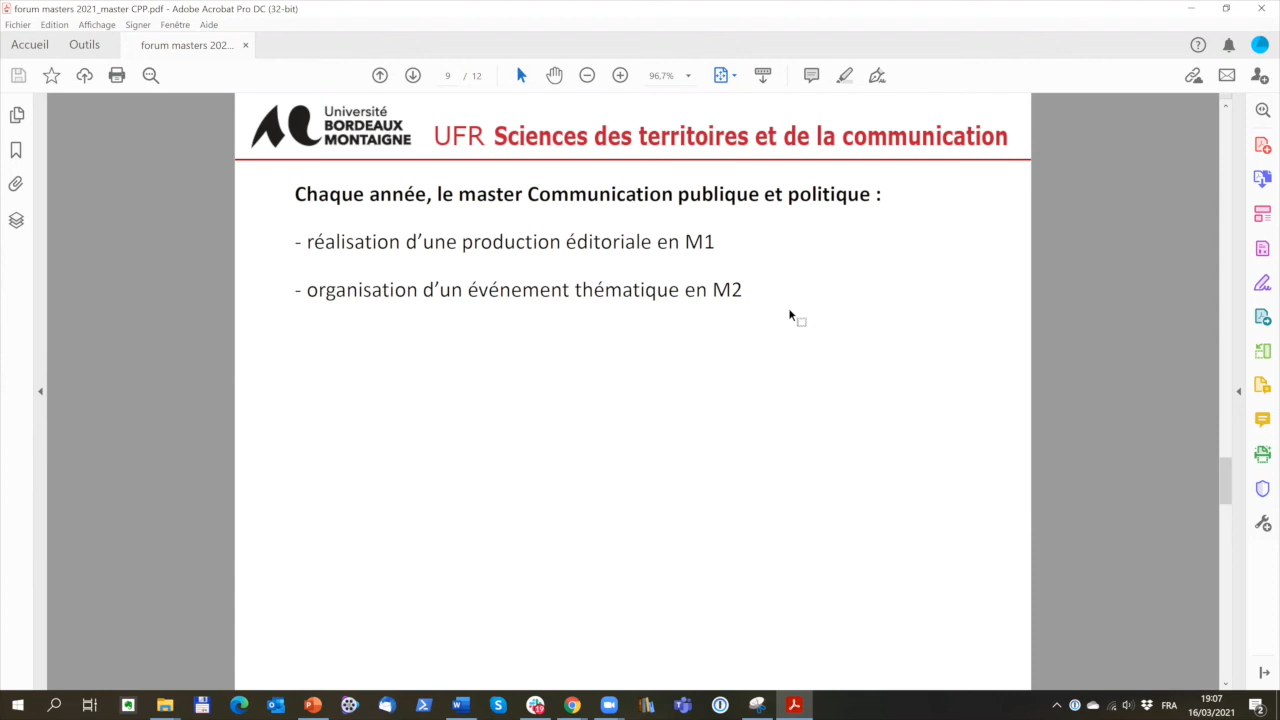 forum masters 2021_master CPP.pdf - Adobe Acrobat Pro DC (32-bit)
Fichier Edition Affichage Signer Fenêtre Aide
Accueil Outils forum masters 202... ×
9 / 12 96,7%
Université
BORDEAUX
MONTAIGNE
UFR Sciences des territoires et de la communication
Chaque année, le master Communication publique et politique :
- réalisation d’une production éditoriale en M1
- organisation d’un événement thématique en M2
19:07
FRA
16/03/2021
19
2